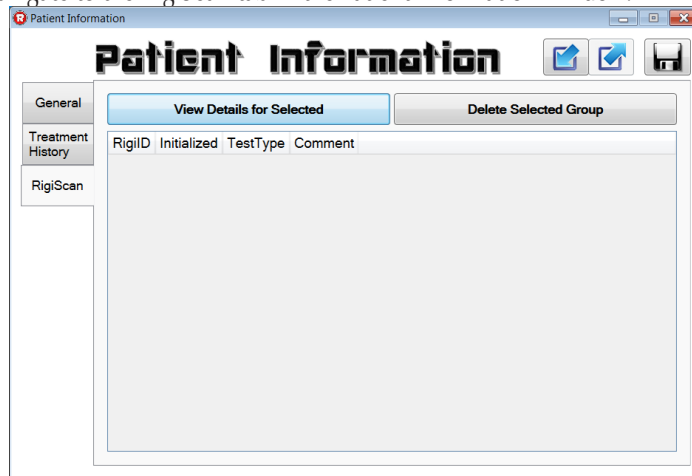 Patient Information
Patient Information
General
View Details for Selected
Delete Selected Group
Treatment
History
RigiID Initialized TestType Comment
RigiScan